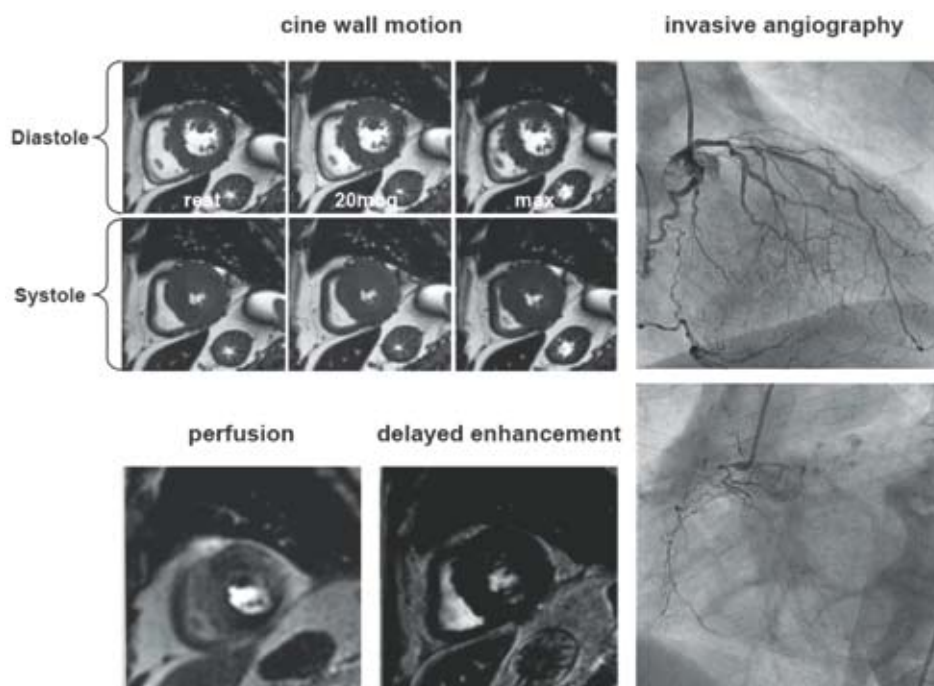 cine wall motion
invasive angiography
Diastole
rest
20mcg
max
Systole
perfusion
delayed enhancement